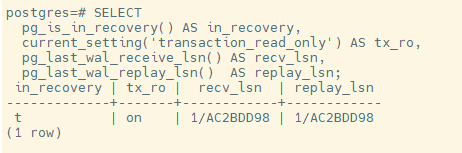 postgres=# SELECT
  pg_is_in_recovery() AS in_recovery,
  current_setting('transaction_read_only') AS tx_ro,
  pg_last_wal_receive_lsn() AS recv_lsn,
  pg_last_wal_replay_lsn()  AS replay_lsn;
 in_recovery | tx_ro |  recv_lsn  | replay_lsn
-------------+-------+------------+------------
 t           | on    | 1/AC2BDD98 | 1/AC2BDD98
(1 row)